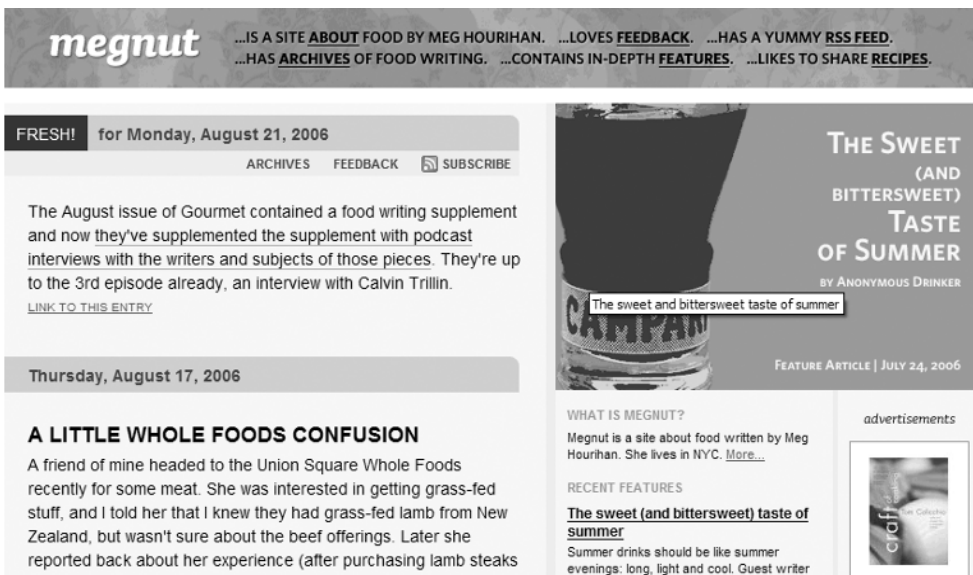 megnut
...IS A SITE ABOUT FOOD BY MEG HOURIHAN. ...LOVES FEEDBACK. ...HAS A YUMMY RSS FEED.
...HAS ARCHIVES OF FOOD WRITING. ...CONTAINS IN-DEPTH FEATURES. ...LIKES TO SHARE RECIPES.
FRESH! for Monday, August 21, 2006
ARCHIVES FEEDBACK SUBSCRIBE
The August issue of Gourmet contained a food writing supplement
and now they've supplemented the supplement with podcast
interviews with the writers and subjects of those pieces. They're up
to the 3rd episode already, an interview with Calvin Trillin.
LINK TO THIS ENTRY
Thursday, August 17, 2006
A LITTLE WHOLE FOODS CONFUSION
A friend of mine headed to the Union Square Whole Foods
recently for some meat. She was interested in getting grass-fed
stuff, and I told her that I knew they had grass-fed lamb from New
Zealand, but wasn't sure about the beef offerings. Later she
reported back about her experience (after purchasing lamb steaks
THE SWEET
(AND
BITTERSWEET)
TASTE
OF SUMMER
BY ANONYMOUS DRINKER
The sweet and bittersweet taste of summer
CAMPARI
FEATURE ARTICLE | JULY 24, 2006
WHAT IS MEGNUT?
Megnut is a site about food written by Meg
Hourihan. She lives in NYC. More...
RECENT FEATURES
The sweet (and bittersweet) taste of
summer
Summer drinks should be like summer
evenings: long, light and cool. Guest writer
advertisements
craft of cooking
Tom Colicchio